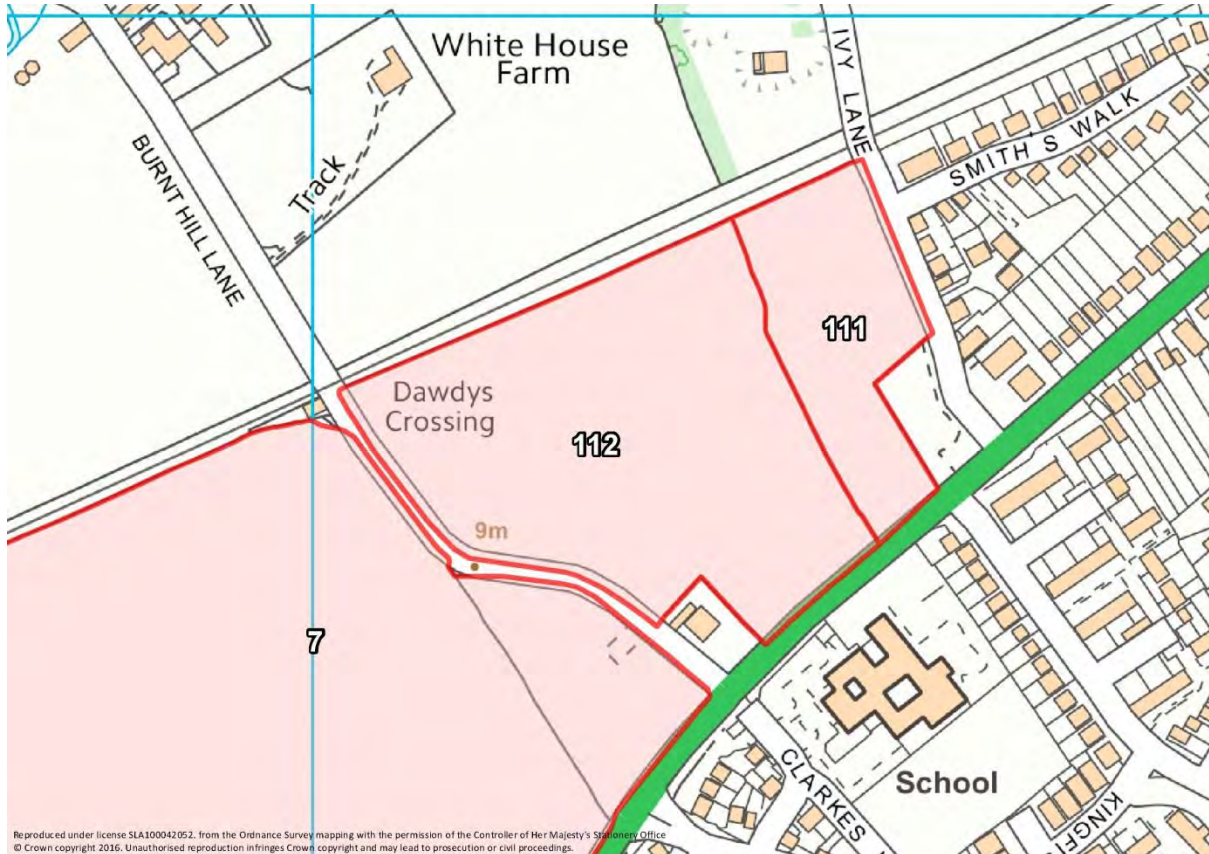 White House
Farm
IVY LANE
SMITH'S WALK
BURNT HILL LANE
Track
111
Dawdys
Crossing
112
9m
7
School
CLARKES
KINGFI
Reproduced under license SLA100042052. from the Ordnance Survey mapping with the permission of the Controller of Her Majesty's Stationery Office
© Crown copyright 2016. Unauthorised reproduction infringes Crown copyright and may lead to prosecution or civil proceedings.